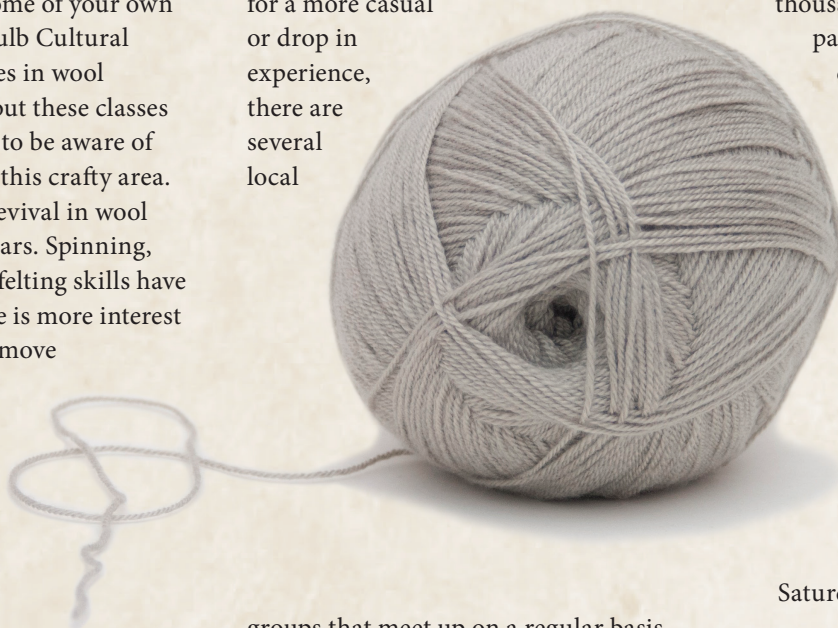 ome of your own
ulb Cultural
es in wool
out these classes
to be aware of
this crafty area.
evival in wool
ars. Spinning,
felting skills have
e is more interest
move
for a more casual
or drop in
experience,
there are
several
local
groups that meet up on a regular basis
thous
pa
Satur